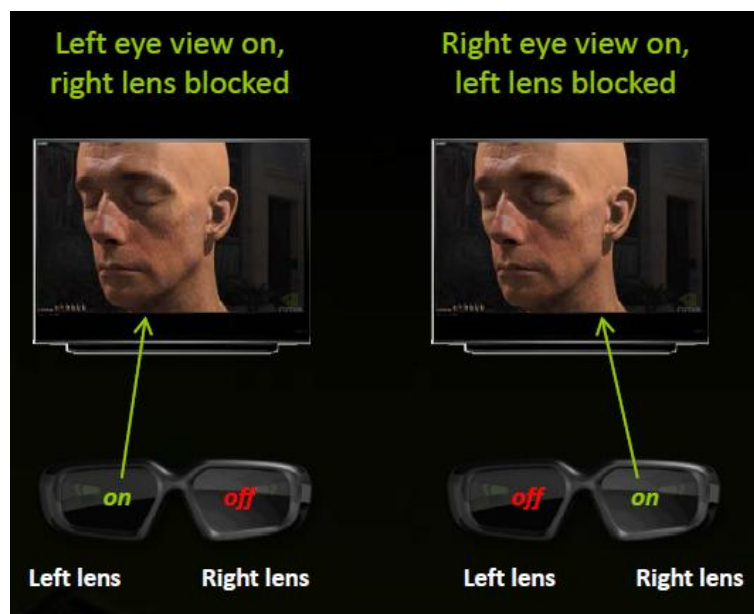 Left eye view on,
right lens blocked
Right eye view on,
left lens blocked
on
off
off
on
Left lens
Right lens
Left lens
Right lens